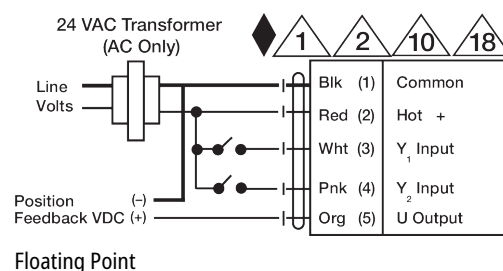 24 VAC Transformer
(AC Only)
1 2 10 18
Line
Volts
Blk (1) Common
Red (2) Hot +
Wht (3) Y1 Input
Pnk (4) Y2 Input
Position (–)
Feedback VDC (+)
Org (5) U Output
Floating Point